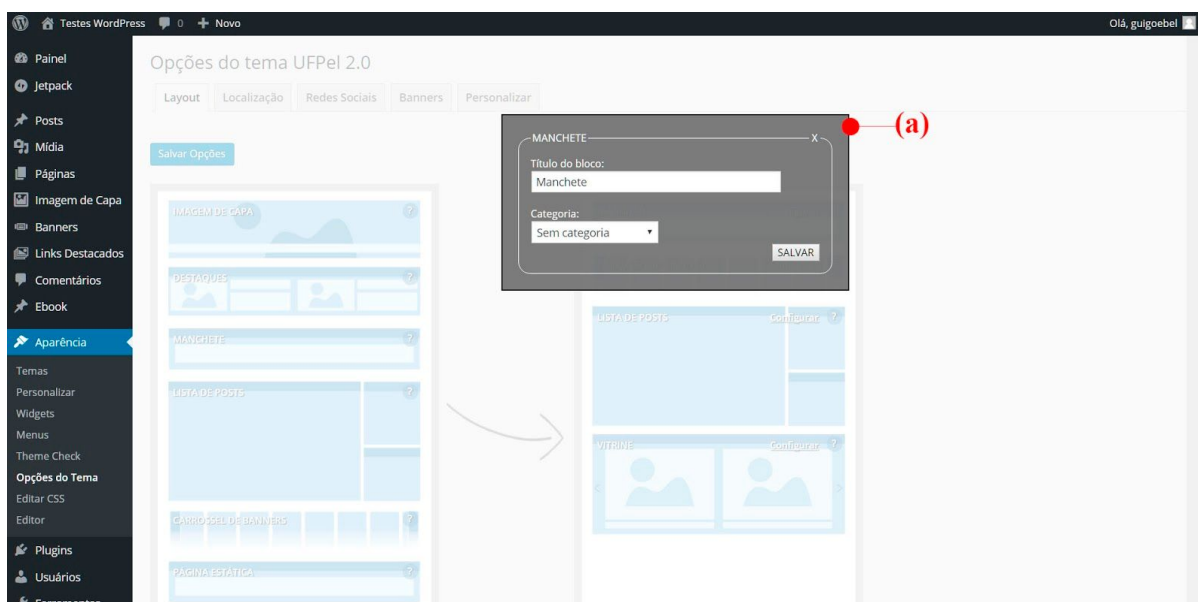 Testes WordPress 0 + Novo Olá, guigoebel
Painel
Jetpack
Posts
Mídia
Páginas
Imagem de Capa
Banners
Links Destacados
Comentários
Ebook
Aparência
Temas
Personalizar
Widgets
Menus
Theme Check
Opções do Tema
Editar CSS
Editor
Plugins
Usuários
Ferramentas
Opções do tema UFPel 2.0
Layout Localização Redes Sociais Banners Personalizar
Salvar Opções
IMAGEM DE CAPA ?
DESTAQUES ?
MANCHETE ?
LISTA DE POSTS ?
CARROSSEL DE BANNERS ?
PÁGINA ESTÁTICA ?
MANCHETE X
Título do bloco:
Manchete
Categoria:
Sem categoria
SALVAR
(a)
LISTA DE POSTS Configurar ?
VITRINE Configurar ?